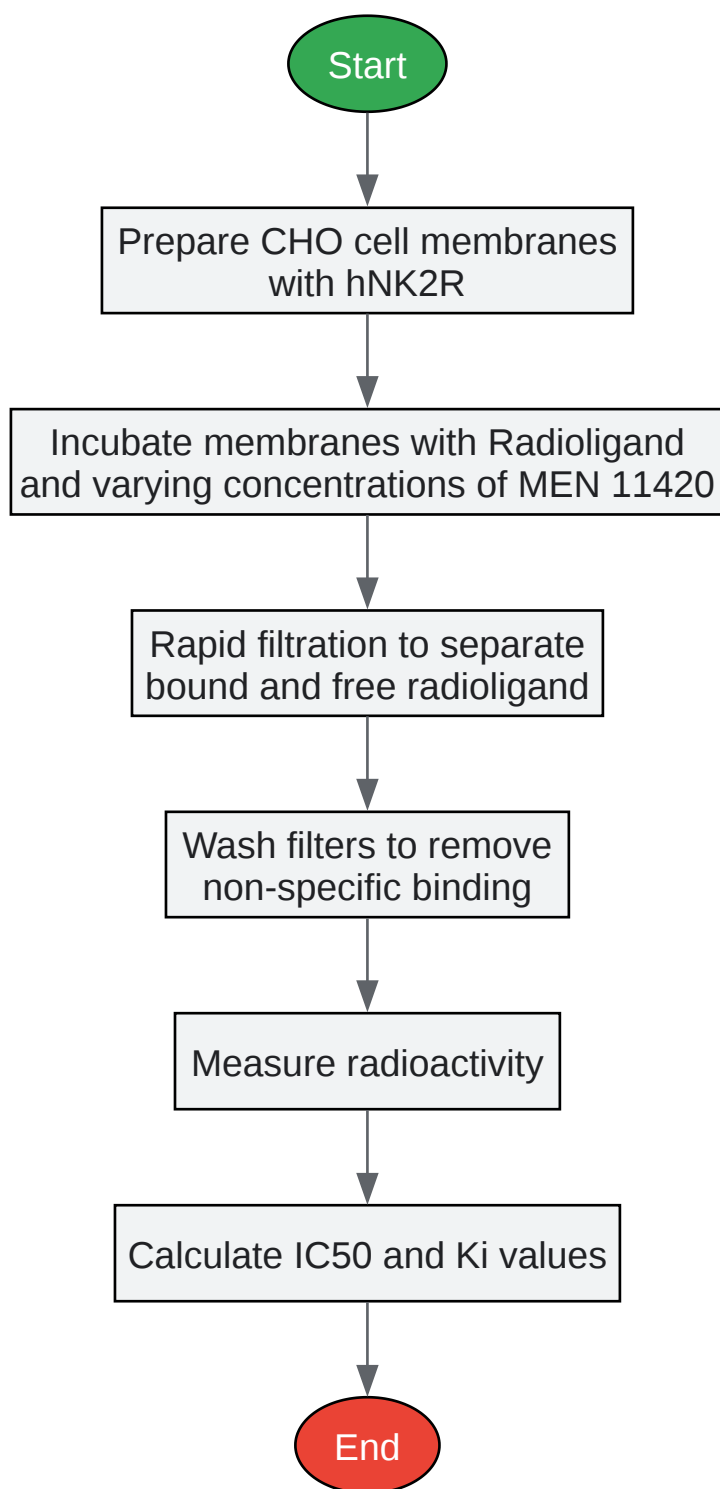 Start
Prepare CHO cell membranes
with hNK2R
Incubate membranes with Radioligand
and varying concentrations of MEN 11420
Rapid filtration to separate
bound and free radioligand
Wash filters to remove
non-specific binding
Measure radioactivity
Calculate IC50 and Ki values
End